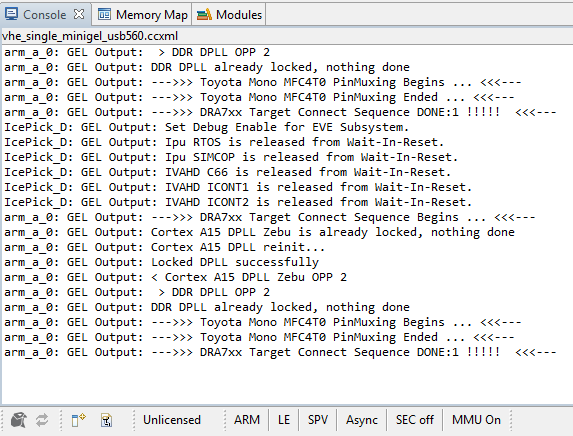 Console Memory Map Modules
vhe_single_minigel_usb560.ccxml
arm_a_0: GEL Output:  > DDR DPLL OPP 2
arm_a_0: GEL Output: DDR DPLL already locked, nothing done
arm_a_0: GEL Output: --->>> Toyota Mono MFC4T0 PinMuxing Begins ... <<<---
arm_a_0: GEL Output: --->>> Toyota Mono MFC4T0 PinMuxing Ended ... <<<---
arm_a_0: GEL Output: --->>> DRA7xx Target Connect Sequence DONE:1 !!!!!  <<<---
IcePick_D: GEL Output: Set Debug Enable for EVE Subsystem.
IcePick_D: GEL Output: Ipu RTOS is released from Wait-In-Reset.
IcePick_D: GEL Output: Ipu SIMCOP is released from Wait-In-Reset.
IcePick_D: GEL Output: IVAHD C66 is released from Wait-In-Reset.
IcePick_D: GEL Output: IVAHD ICONT1 is released from Wait-In-Reset.
IcePick_D: GEL Output: IVAHD ICONT2 is released from Wait-In-Reset.
arm_a_0: GEL Output: --->>> DRA7xx Target Connect Sequence Begins ... <<<---
arm_a_0: GEL Output: Cortex A15 DPLL Zebu is already locked, nothing done
arm_a_0: GEL Output: Cortex A15 DPLL reinit...
arm_a_0: GEL Output: Locked DPLL successfully
arm_a_0: GEL Output: < Cortex A15 DPLL Zebu OPP 2
arm_a_0: GEL Output:  > DDR DPLL OPP 2
arm_a_0: GEL Output: DDR DPLL already locked, nothing done
arm_a_0: GEL Output: --->>> Toyota Mono MFC4T0 PinMuxing Begins ... <<<---
arm_a_0: GEL Output: --->>> Toyota Mono MFC4T0 PinMuxing Ended ... <<<---
arm_a_0: GEL Output: --->>> DRA7xx Target Connect Sequence DONE:1 !!!!!  <<<---
Unlicensed ARM LE SPV Async SEC off MMU On